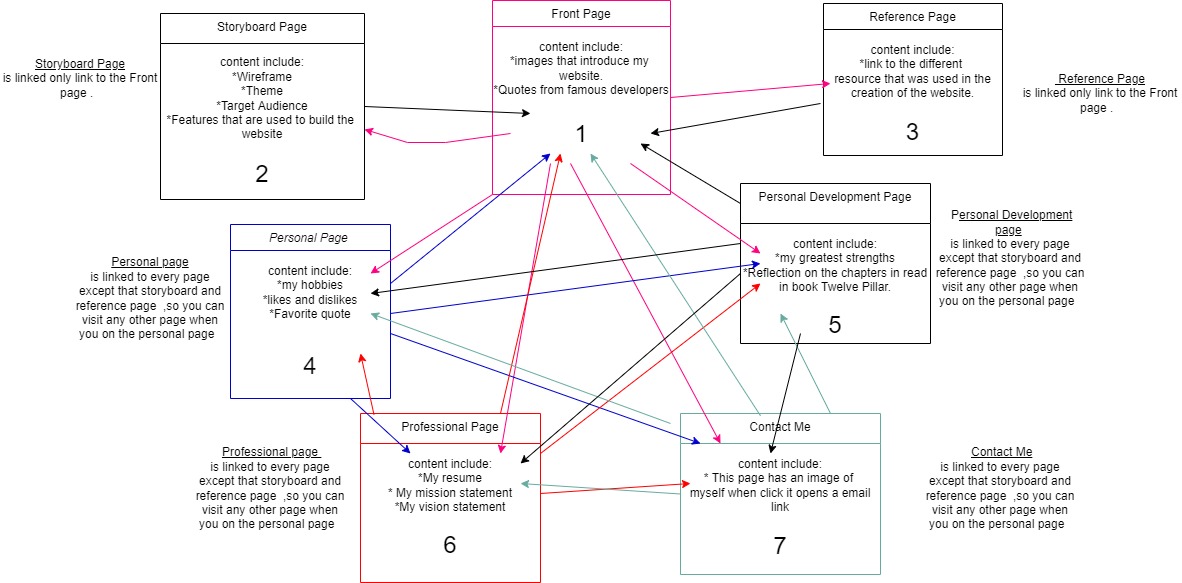 Storyboard Page
content include:
*Wireframe
*Theme
*Target Audience
*Features that are used to build the
website
2
Front Page
content include:
*images that introduce my
website.
*Quotes from famous developers
1
Reference Page
content include:
*link to the different
resource that was used in the
creation of the website.
3
Storyboard Page
is linked only link to the Front
page .
Reference Page
is linked only link to the Front
page .
Personal Page
content include:
*my hobbies
*likes and dislikes
*Favorite quote
4
Personal Development Page
content include:
*my greatest strengths
*Reflection on the chapters in read
in book Twelve Pillar.
5
Personal page
is linked to every page
except that storyboard and
reference page ,so you can
visit any other page when
you on the personal page
Personal Development
page
is linked to every page
except that storyboard and
reference page ,so you can
visit any other page when
you on the personal page
Professional Page
content include:
*My resume
* My mission statement
*My vision statement
6
Contact Me
content include:
* This page has an image of
myself when click it opens a email
link
7
Professional page
is linked to every page
except that storyboard and
reference page ,so you can
visit any other page when
you on the personal page
Contact Me
is linked to every page
except that storyboard and
reference page ,so you can
visit any other page when
you on the personal page